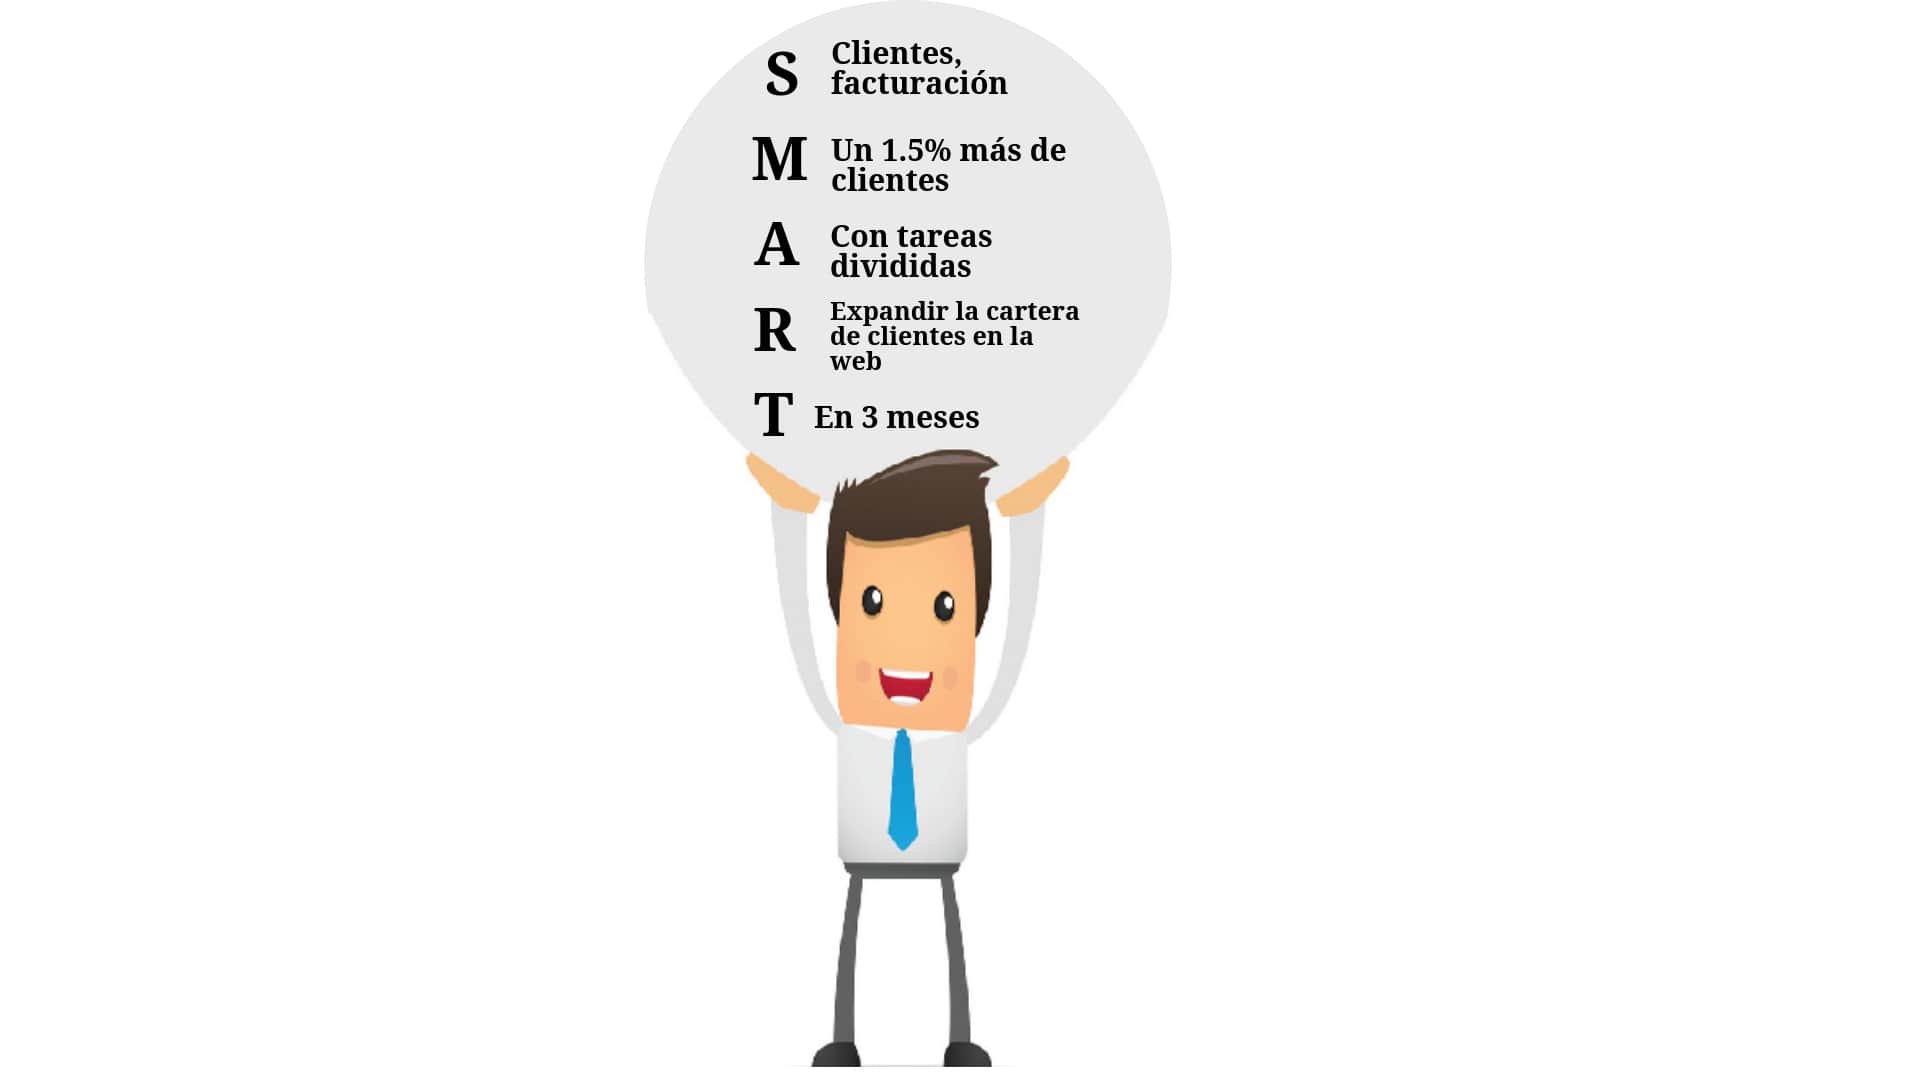 S Clientes,
facturación
M Un 1.5% más de
clientes
A Con tareas
divididas
R Expandir la cartera
de clientes en la
web
T En 3 meses